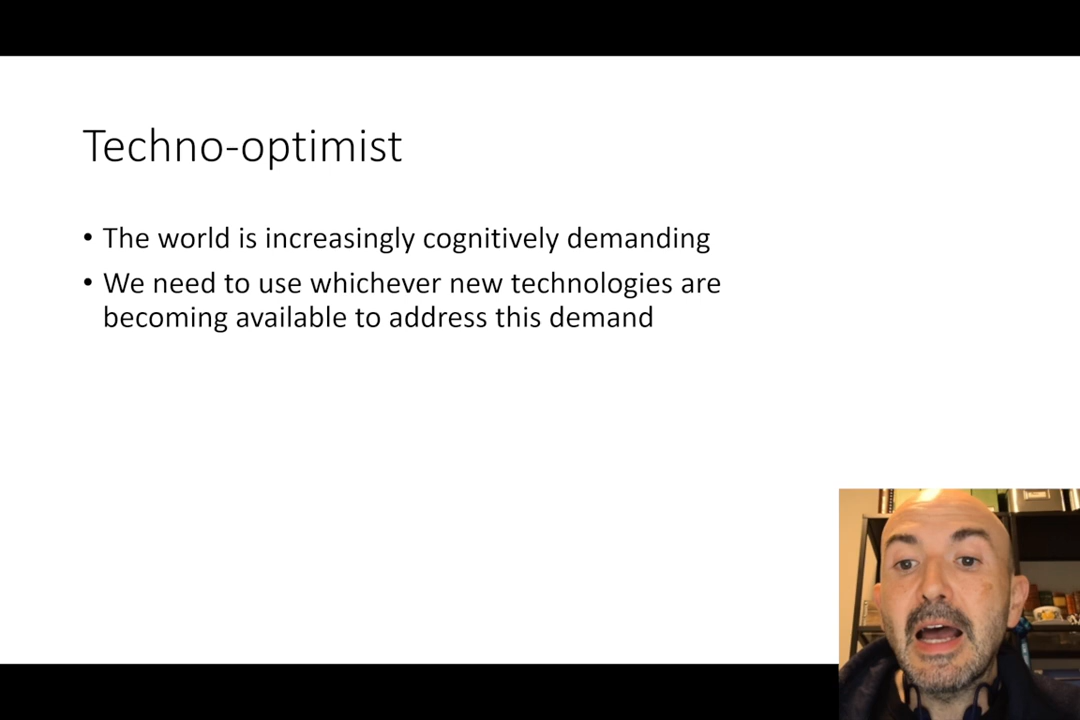 Techno-optimist
• The world is increasingly cognitively demanding
• We need to use whichever new technologies are
becoming available to address this demand